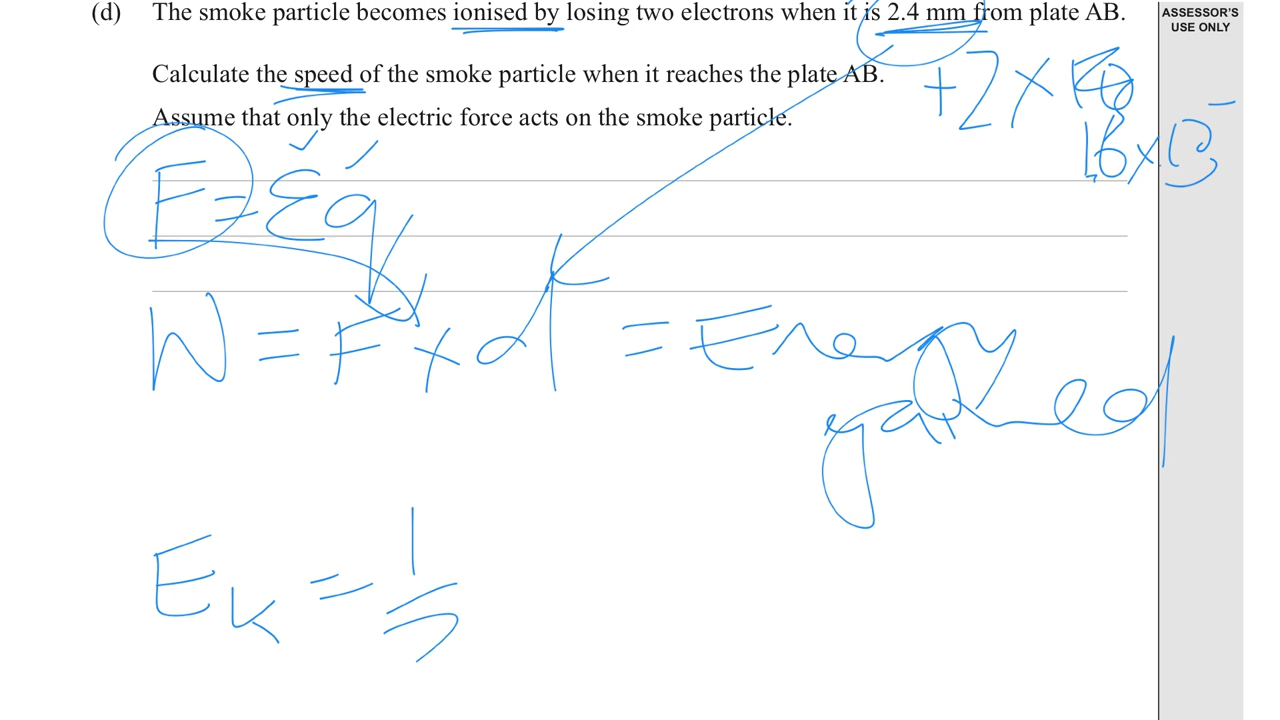 (d) The smoke particle becomes ionised by losing two electrons when it is 2.4 mm from plate AB.
ASSESSOR'S
USE ONLY
Calculate the speed of the smoke particle when it reaches the plate AB.
+2 ×
Assume that only the electric force acts on the smoke particle.
1.6 × 10
F = Eq
W = F × d = Energy
gained
Ek = 1